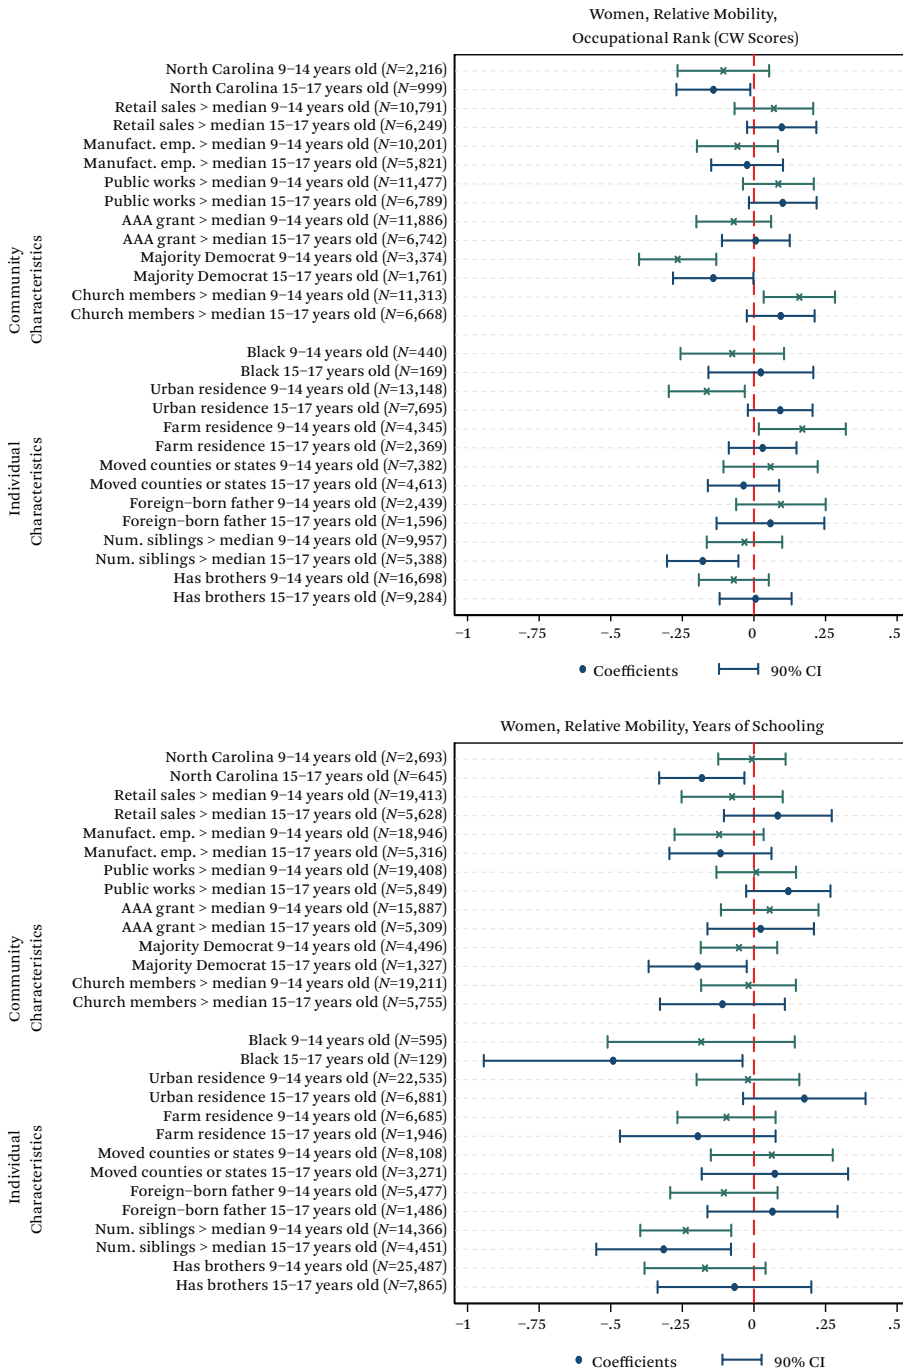 Women, Relative Mobility,
Occupational Rank (CW Scores)
North Carolina 9–14 years old (N=2,216)
North Carolina 15–17 years old (N=999)
Retail sales > median 9–14 years old (N=10,791)
Retail sales > median 15–17 years old (N=6,249)
Manufact. emp. > median 9–14 years old (N=10,201)
Manufact. emp. > median 15–17 years old (N=5,821)
Public works > median 9–14 years old (N=11,477)
Public works > median 15–17 years old (N=6,789)
AAA grant > median 9–14 years old (N=11,886)
AAA grant > median 15–17 years old (N=6,742)
Majority Democrat 9–14 years old (N=3,374)
Majority Democrat 15–17 years old (N=1,761)
Church members > median 9–14 years old (N=11,313)
Church members > median 15–17 years old (N=6,668)
Community
Characteristics
Black 9–14 years old (N=440)
Black 15–17 years old (N=169)
Urban residence 9–14 years old (N=13,148)
Urban residence 15–17 years old (N=7,695)
Farm residence 9–14 years old (N=4,345)
Farm residence 15–17 years old (N=2,369)
Moved counties or states 9–14 years old (N=7,382)
Moved counties or states 15–17 years old (N=4,613)
Foreign–born father 9–14 years old (N=2,439)
Foreign–born father 15–17 years old (N=1,596)
Num. siblings > median 9–14 years old (N=9,957)
Num. siblings > median 15–17 years old (N=5,388)
Has brothers 9–14 years old (N=16,698)
Has brothers 15–17 years old (N=9,284)
Individual
Characteristics
−1 −.75 −.5 −.25 0 .25 .5
Coefficients 90% CI
Women, Relative Mobility, Years of Schooling
North Carolina 9–14 years old (N=2,693)
North Carolina 15–17 years old (N=645)
Retail sales > median 9–14 years old (N=19,413)
Retail sales > median 15–17 years old (N=5,628)
Manufact. emp. > median 9–14 years old (N=18,946)
Manufact. emp. > median 15–17 years old (N=5,316)
Public works > median 9–14 years old (N=19,408)
Public works > median 15–17 years old (N=5,849)
AAA grant > median 9–14 years old (N=15,887)
AAA grant > median 15–17 years old (N=5,309)
Majority Democrat 9–14 years old (N=4,496)
Majority Democrat 15–17 years old (N=1,327)
Church members > median 9–14 years old (N=19,211)
Church members > median 15–17 years old (N=5,755)
Community
Characteristics
Black 9–14 years old (N=595)
Black 15–17 years old (N=129)
Urban residence 9–14 years old (N=22,535)
Urban residence 15–17 years old (N=6,881)
Farm residence 9–14 years old (N=6,685)
Farm residence 15–17 years old (N=1,946)
Moved counties or states 9–14 years old (N=8,108)
Moved counties or states 15–17 years old (N=3,271)
Foreign–born father 9–14 years old (N=5,477)
Foreign–born father 15–17 years old (N=1,486)
Num. siblings > median 9–14 years old (N=14,366)
Num. siblings > median 15–17 years old (N=4,451)
Has brothers 9–14 years old (N=25,487)
Has brothers 15–17 years old (N=7,865)
Individual
Characteristics
−1 −.75 −.5 −.25 0 .25 .5
Coefficients 90% CI